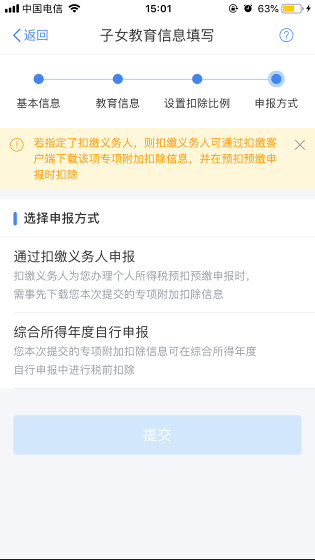 中国电信 15:01 63%
返回 子女教育信息填写 ?
基本信息 教育信息 设置扣除比例 申报方式
若指定了扣缴义务人，则扣缴义务人可通过扣缴客
户端下载该项专项附加扣除信息，并在预扣预缴申
报时扣除
选择申报方式
通过扣缴义务人申报
扣缴义务人为您办理个人所得税预扣预缴申报时，
需事先下载您本次提交的专项附加扣除信息
综合所得年度自行申报
您本次提交的专项附加扣除信息可在综合所得年度
自行申报中进行税前扣除
提交